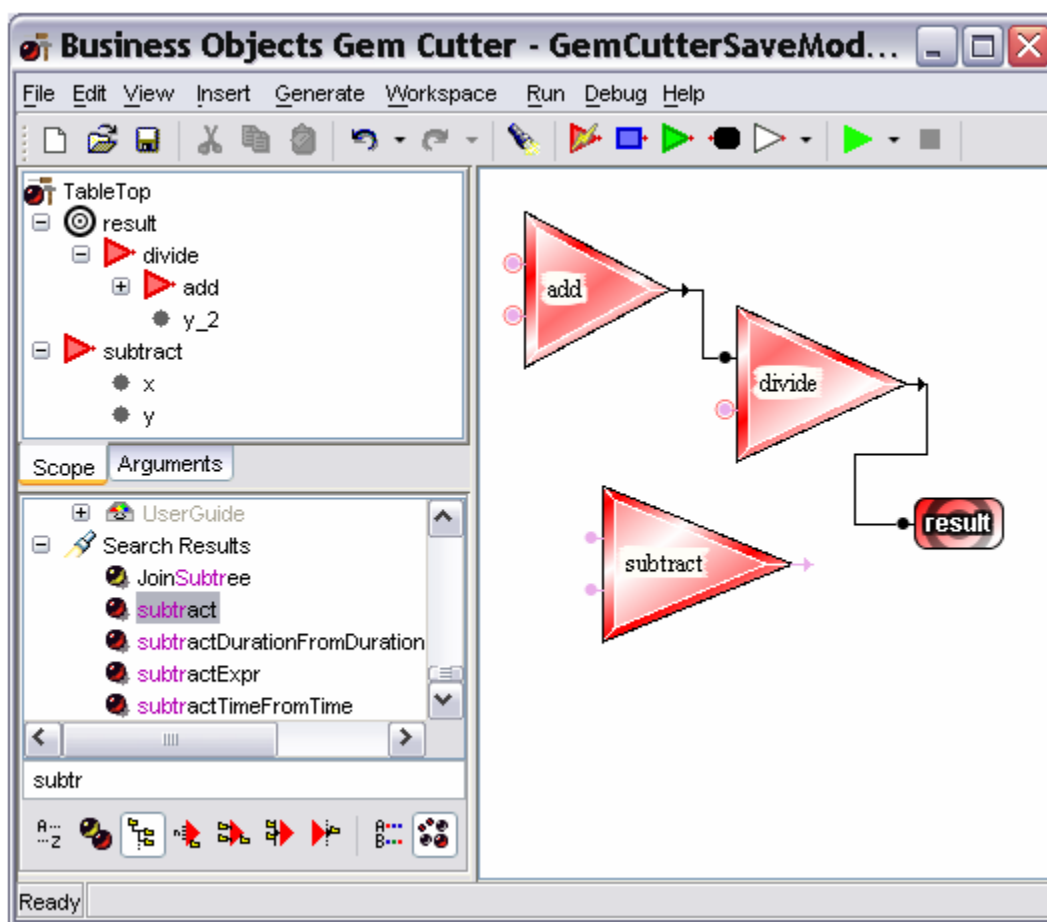 Business Objects Gem Cutter - GemCutterSaveMod...
File Edit View Insert Generate Workspace Run Debug Help
TableTop
result
divide
add
y_2
subtract
x
y
Scope Arguments
UserGuide
Search Results
JoinSubtree
subtract
subtractDurationFromDuration
subtractExpr
subtractTimeFromTime
subtr
A...
...Z
A...
B...
Ready
add
divide
subtract
result